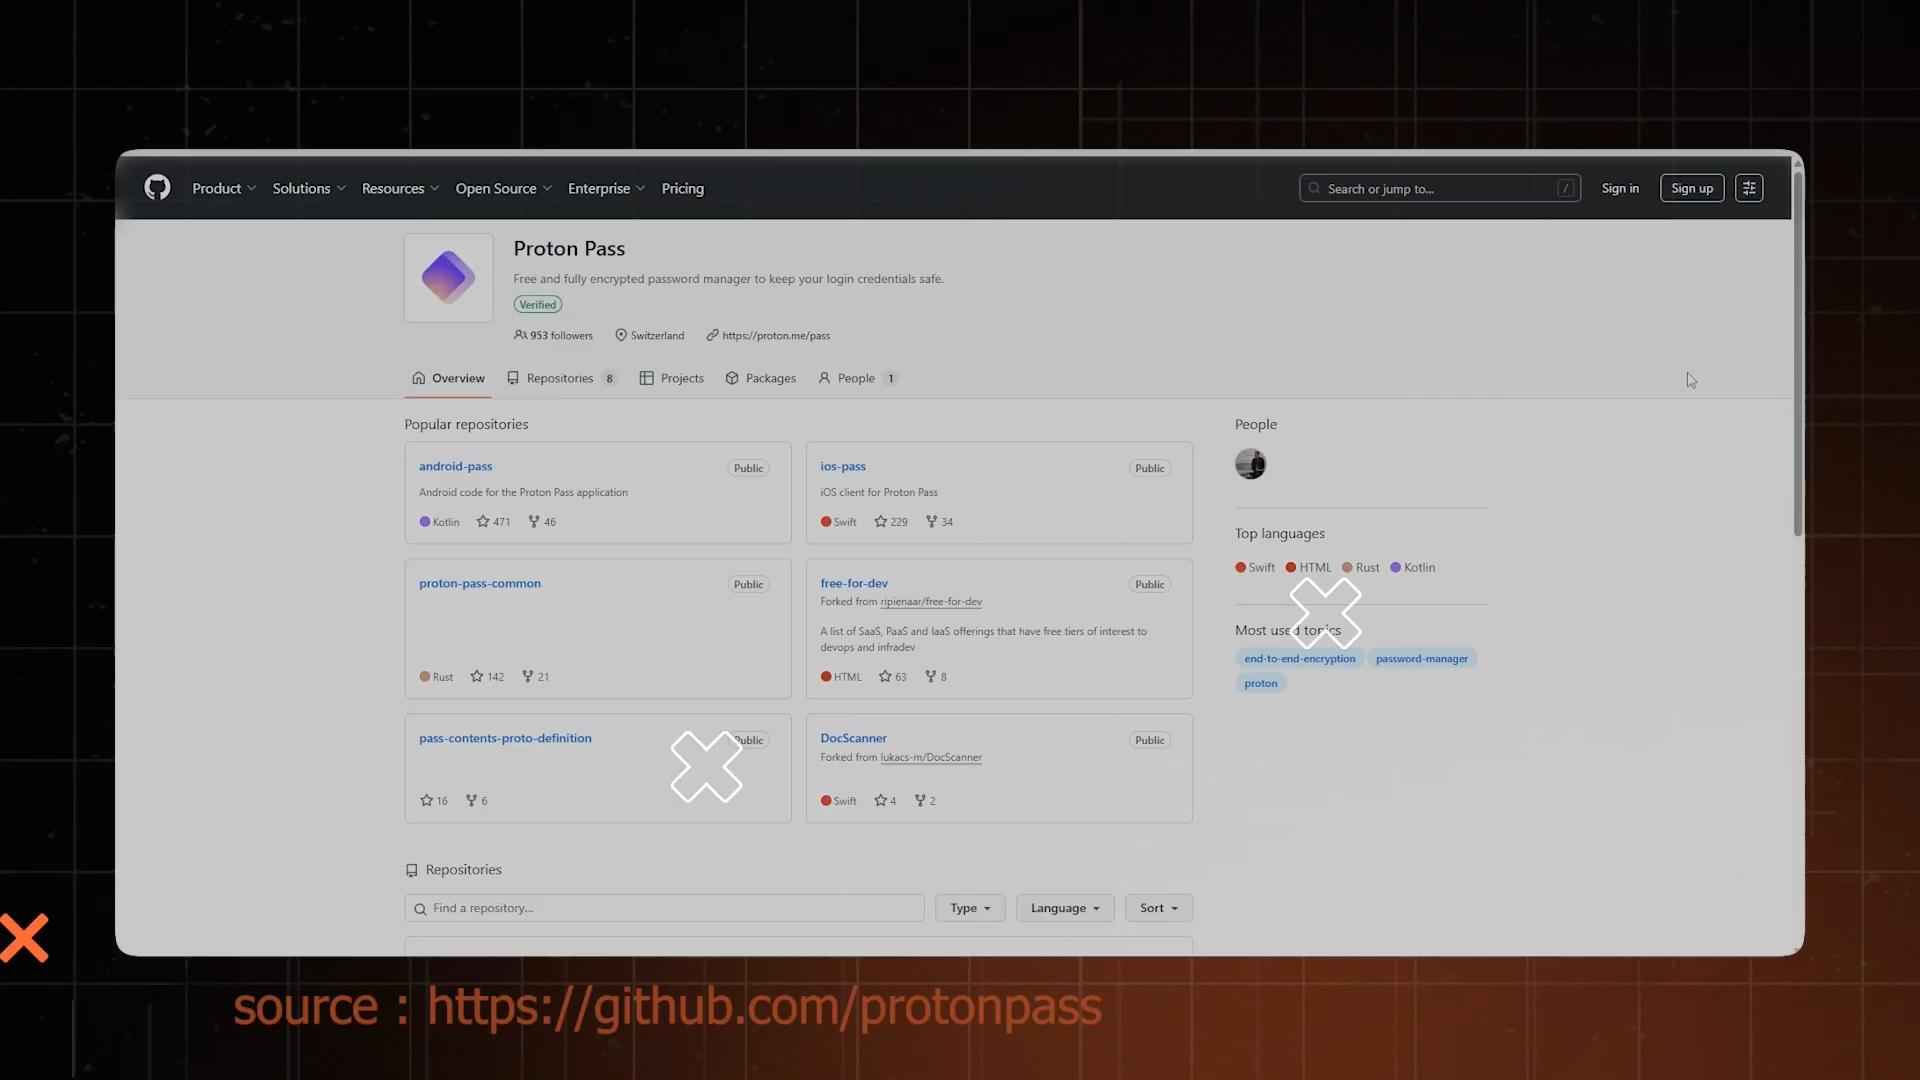 Product Solutions Resources Open Source Enterprise Pricing Search or jump to... / Sign in Sign up
Proton Pass
Free and fully encrypted password manager to keep your login credentials safe.
Verified
953 followers Switzerland https://proton.me/pass
Overview Repositories 8 Projects Packages People 1
Popular repositories
android-pass Public
Android code for the Proton Pass application
Kotlin 471 46
ios-pass Public
iOS client for Proton Pass
Swift 229 34
proton-pass-common Public
Rust 142 21
free-for-dev Public
Forked from ripienaar/free-for-dev
A list of SaaS, PaaS and IaaS offerings that have free tiers of interest to
devops and infradev
HTML 63 8
pass-contents-proto-definition Public
16 6
DocScanner Public
Forked from lukacs-m/DocScanner
Swift 4 2
People
Top languages
Swift HTML Rust Kotlin
Most used topics
end-to-end-encryption password-manager
proton
Repositories
Find a repository... Type Language Sort
source : https://github.com/protonpass